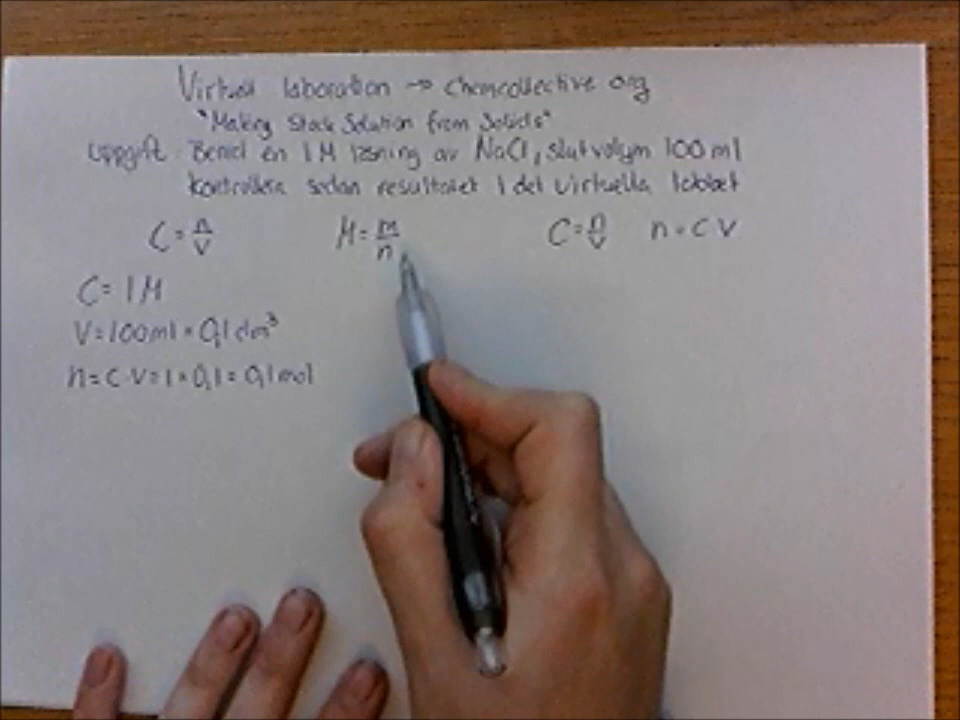 Virtuell laboration → Chemcollective.org
"Making Stock Solution from Solids"
Uppgift: Bered en 1 M lösning av NaCl, slutvolym 100 ml
kontrollera sedan resultatet i det virtuella labbet
C = n/V M = m/n C = n/V n = C·V
C = 1 M
V = 100 ml = 0,1 dm³
n = C·V = 1 · 0,1 = 0,1 mol